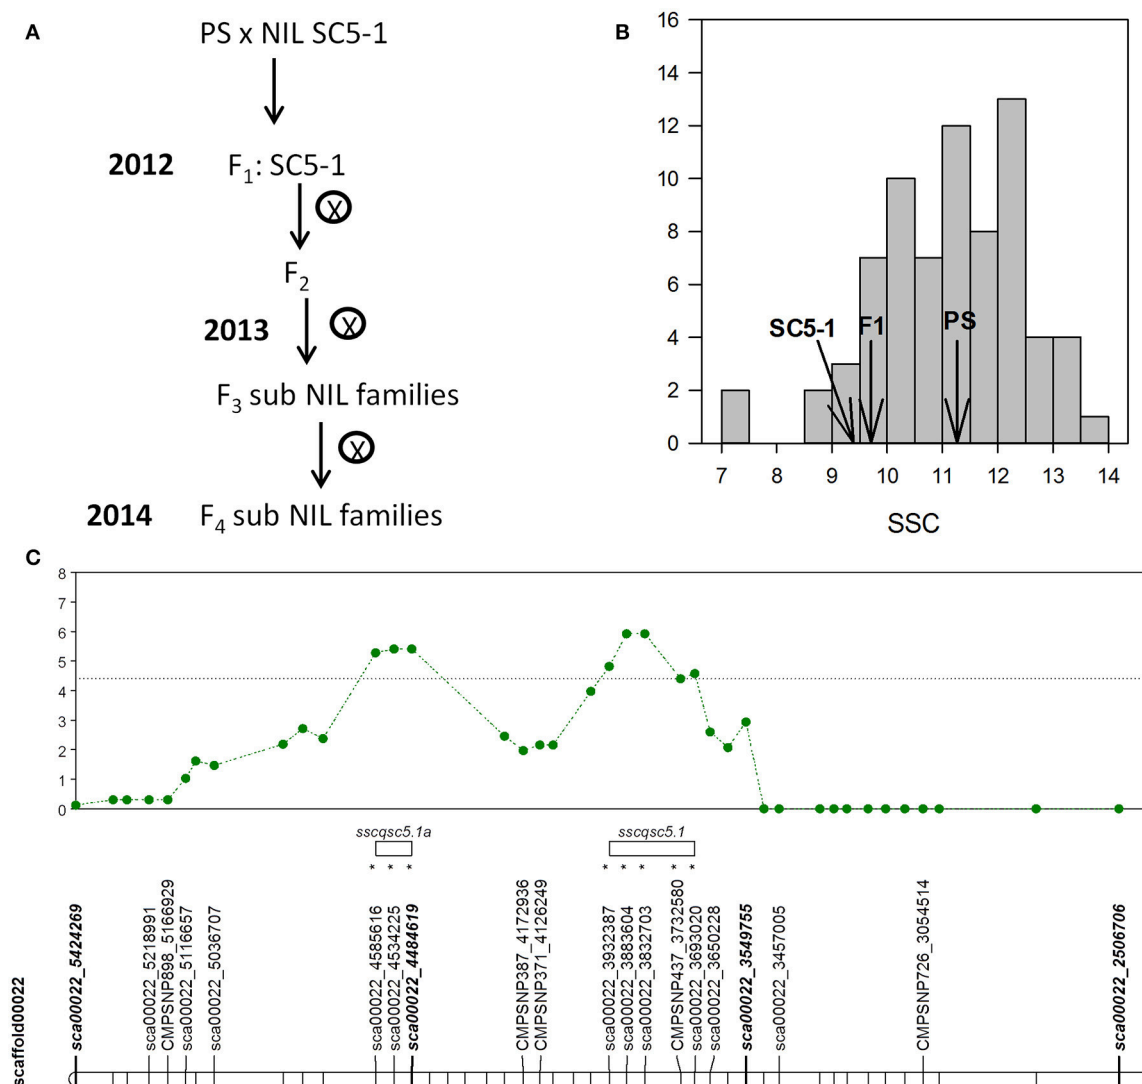 A
PS x NIL SC5-1
2012
F1: SC5-1
X
F2
2013
X
F3 sub NIL families
X
2014
F4 sub NIL families
B
16
14
12
10
8
6
4
2
0
SC5-1
F1
PS
7
8
9
10
11
12
13
14
SSC
C
8
7
6
5
4
3
2
1
0
sscqsc5.1a
sscqsc5.1
* * *
* * * * *
scaffold00022
sca00022_5424269
sca00022_5218991
CMPSNP898_5166929
sca00022_5116657
sca00022_5036707
sca00022_4585616
sca00022_4534225
sca00022_4484619
CMPSNP387_4172936
CMPSNP371_4126249
sca00022_3932387
sca00022_3883604
sca00022_3832703
CMPSNP437_3732580
sca00022_3693020
sca00022_3650228
sca00022_3549755
sca00022_3457005
CMPSNP726_3054514
sca00022_2506706